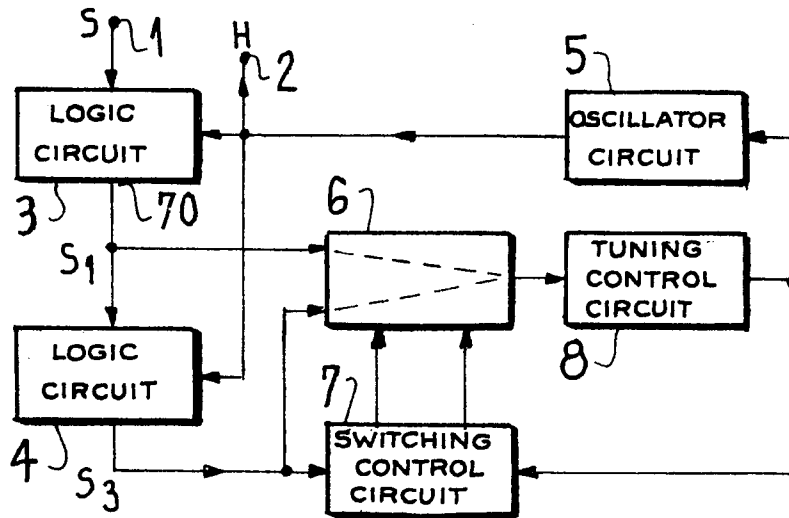 S 1
H
2
LOGIC
CIRCUIT
3
70
5
OSCILLATOR
CIRCUIT
S1
6
TUNING
CONTROL
CIRCUIT
8
LOGIC
CIRCUIT
4
S3
7
SWITCHING
CONTROL
CIRCUIT